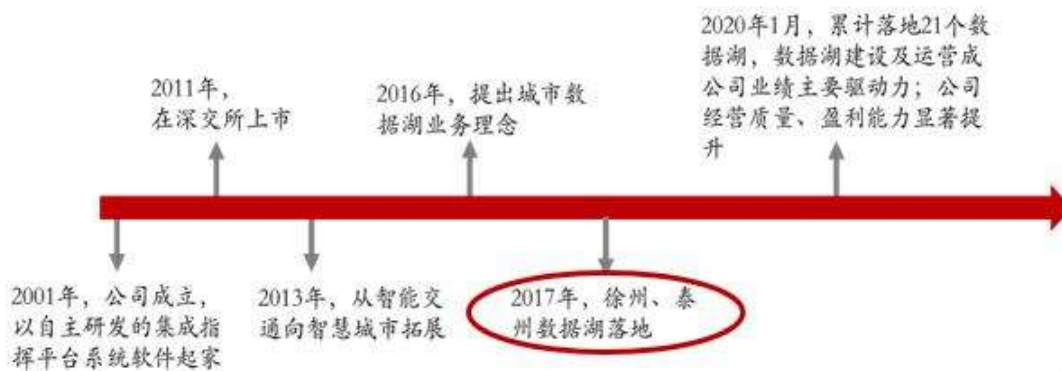 2011年，
在深交所上市
2016年，提出城市数
据湖业务理念
2020年1月，累计落地21个数
据湖，数据湖建设及运营成
公司业绩主要驱动力；公司
经营质量、盈利能力显著提
升
2001年，公司成立，
以自主研发的集成指
挥平台系统软件起家
2013年，从智能交
通向智慧城市拓展
2017年，徐州、泰
州数据湖落地